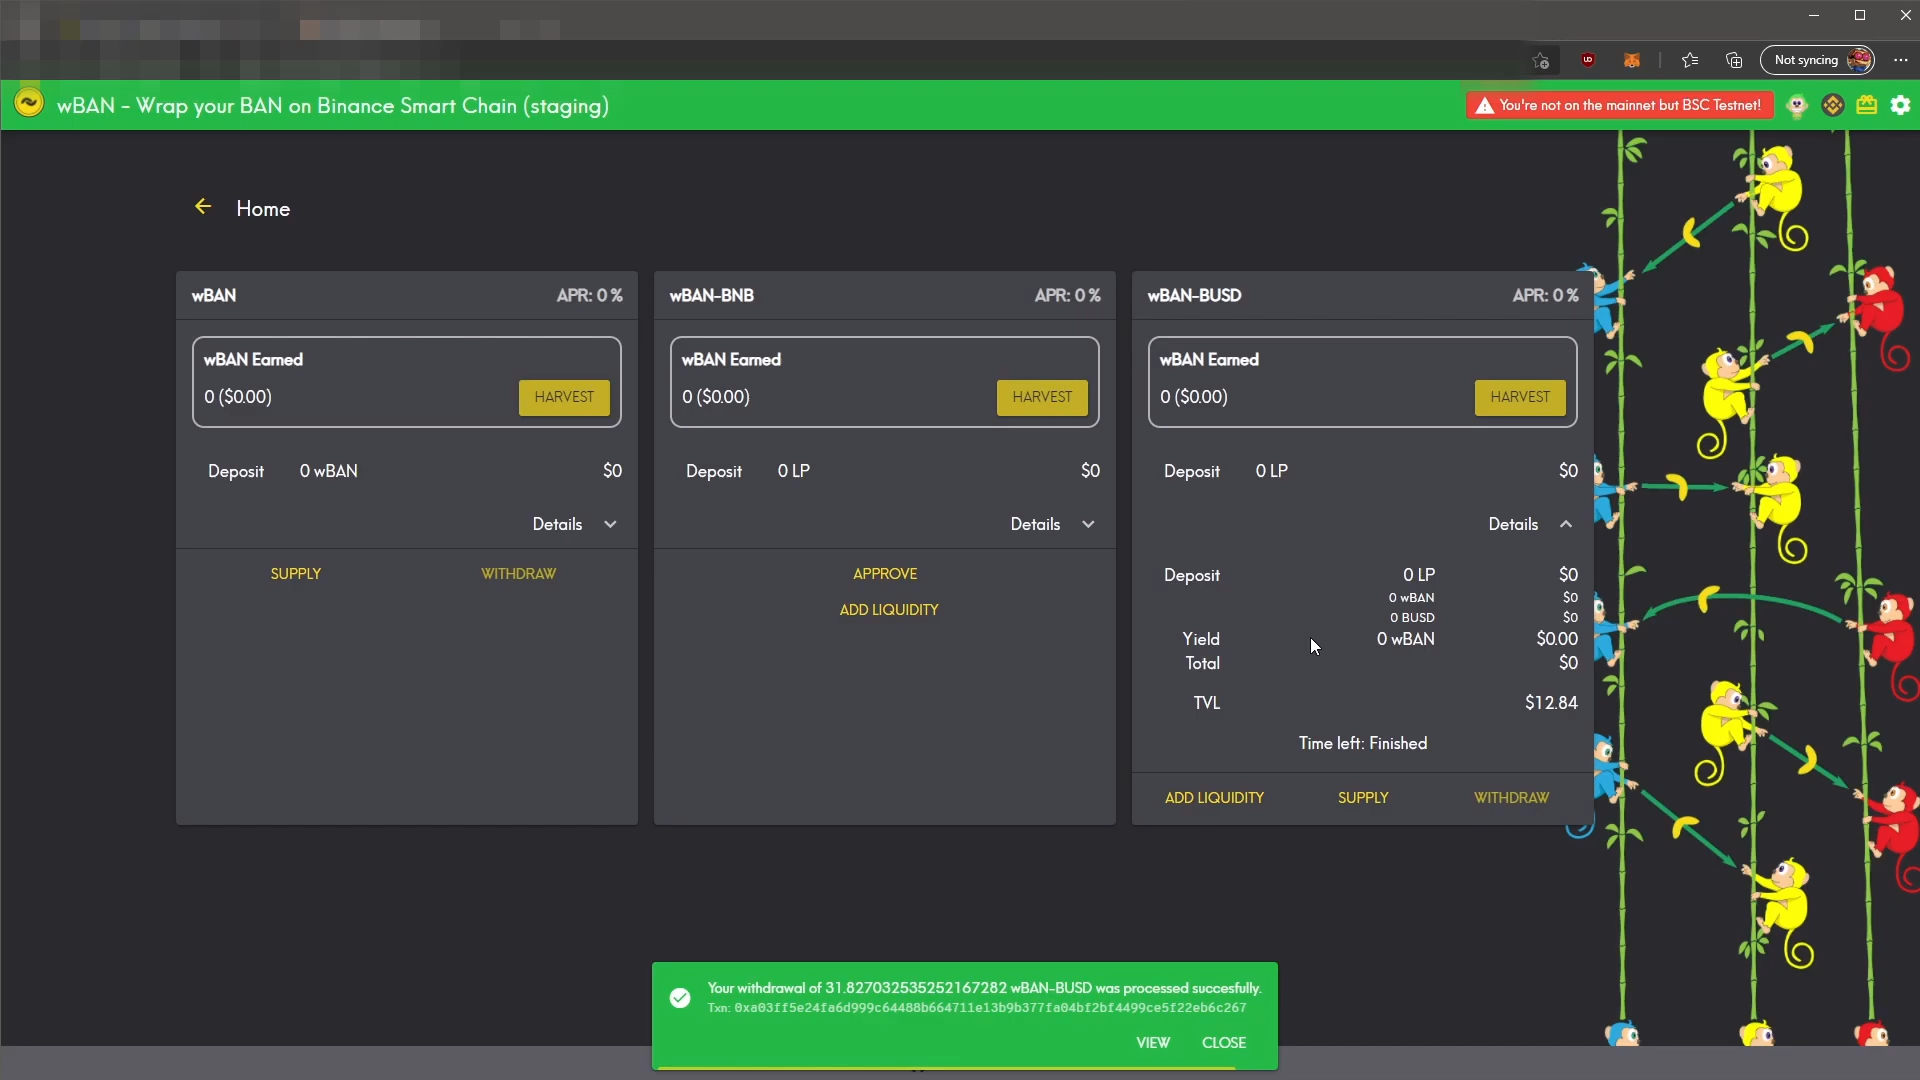 Not syncing
wBAN - Wrap your BAN on Binance Smart Chain (staging)
You're not on the mainnet but BSC Testnet!
Home
wBAN APR: 0 %
wBAN Earned
0 ($0.00) HARVEST
Deposit 0 wBAN $0
Details
SUPPLY WITHDRAW
wBAN-BNB APR: 0 %
wBAN Earned
0 ($0.00) HARVEST
Deposit 0 LP $0
Details
APPROVE
ADD LIQUIDITY
wBAN-BUSD APR: 0 %
wBAN Earned
0 ($0.00) HARVEST
Deposit 0 LP $0
Details
Deposit 0 LP $0
0 wBAN $0
0 BUSD $0
Yield 0 wBAN $0.00
Total $0
TVL $12.84
Time left: Finished
ADD LIQUIDITY SUPPLY WITHDRAW
Your withdrawal of 31.827032535252167282 wBAN-BUSD was processed succesfully.
Txn: 0xa03ff5e24fa6d999c64488b664711e13b9b377fa04bf2bf4499ce5f22eb6c267
VIEW CLOSE